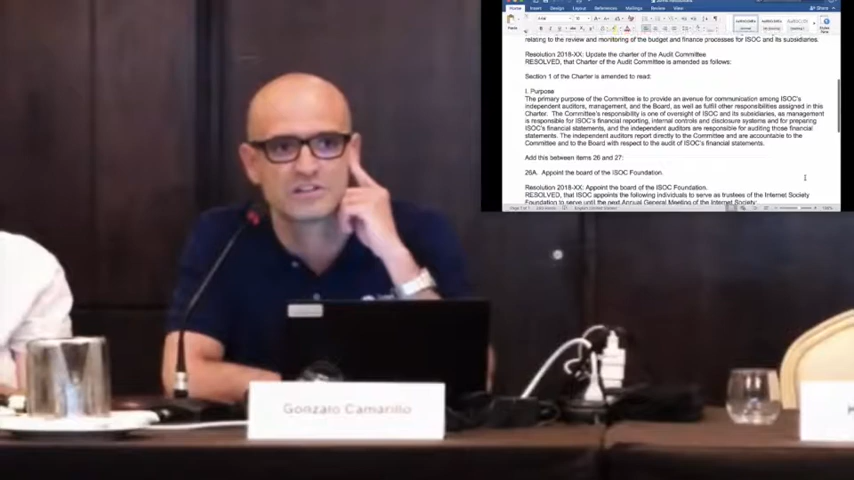 Home Insert Design Layout References Mailings Review View
Share
relating to the review and monitoring of the budget and finance processes for ISOC and its subsidiaries.
Resolution 2018-XX: Update the charter of the Audit Committee
RESOLVED, that Charter of the Audit Committee is amended as follows:
Section 1 of the Charter is amended to read:
I. Purpose
The primary purpose of the Committee is to provide an avenue for communication among ISOC's
independent auditors, management, and the Board, as well as fulfill other responsibilities assigned in this
Charter. The Committee's responsibility is one of oversight of ISOC and its subsidiaries, as management
is responsible for ISOC's financial reporting, internal controls and disclosure systems and for preparing
ISOC's financial statements, and the independent auditors are responsible for auditing those financial
statements. The independent auditors report directly to the Committee and are accountable to the
Committee and to the Board with respect to the audit of ISOC's financial statements.
Add this between items 26 and 27:
26A. Appoint the board of the ISOC Foundation
Resolution 2018-XX: Appoint the board of the ISOC Foundation.
RESOLVED, that ISOC appoints the following individuals to serve as trustees of the Internet Society
Foundation to serve until the next Annual General Meeting of the Internet Society:
Gonzalo Camarillo